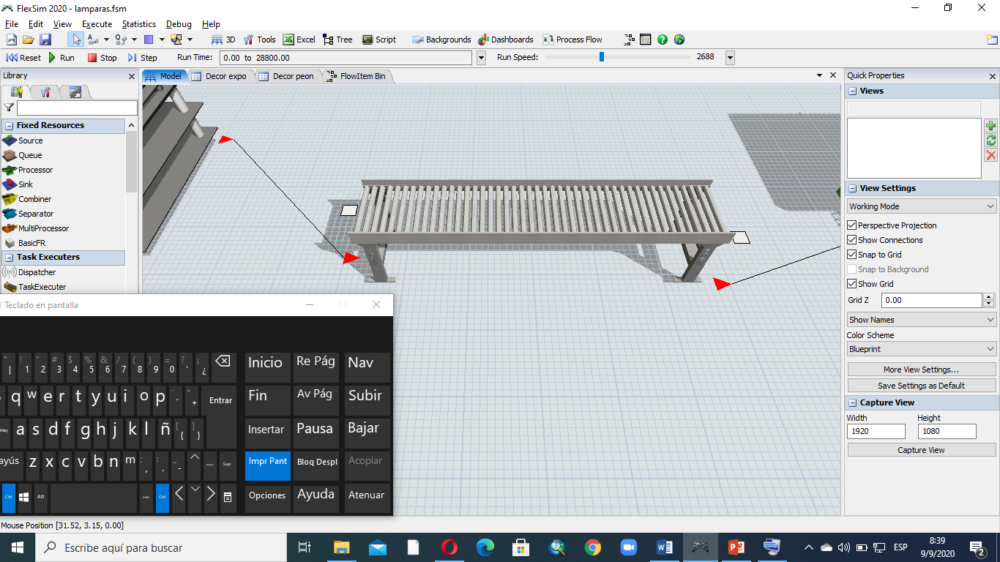 FlexSim 2020 - lamparas.fsm
File Edit View Execute Statistics Debug Help
3D Tools Excel Tree Script Backgrounds Dashboards Process Flow
Reset Run Stop Step Run Time: 0.00 to 28800.00 Run Speed: 2688
Library
Model Decor expo Decor peon FlowItem Bin
Quick Properties
Fixed Resources
Source
Queue
Processor
Sink
Combiner
Separator
MultiProcessor
BasicFR
Task Executers
Dispatcher
TaskExecuter
Views
View Settings
Working Mode
Perspective Projection
Show Connections
Snap to Grid
Snap to Background
Show Grid
Grid Z 0.00
Show Names
Color Scheme
Blueprint
More View Settings...
Save Settings as Default
Capture View
Width Height
1920 1080
Capture View
Teclado en pantalla
° ! " # $ % & / ( ) = ? ¡
| 1 2 3 4 5 6 7 8 9 0 ' ¿
Inicio Re Pág Nav
q w e r t y u i o p ´ * + Entrar
Fin Av Pág Subir
May a s d f g h j k l ñ [ { ] }
Insertar Pausa Bajar
ayús z x c v b n m ; , : . _ - Supr
Impr Pant Bloq Despl Acoplar
Ctrl Alt Ctrl
Opciones Ayuda Atenuar
Mouse Position [31.52, 3.15, 0.00]
Escribe aquí para buscar
ESP
8:39
9/9/2020
2